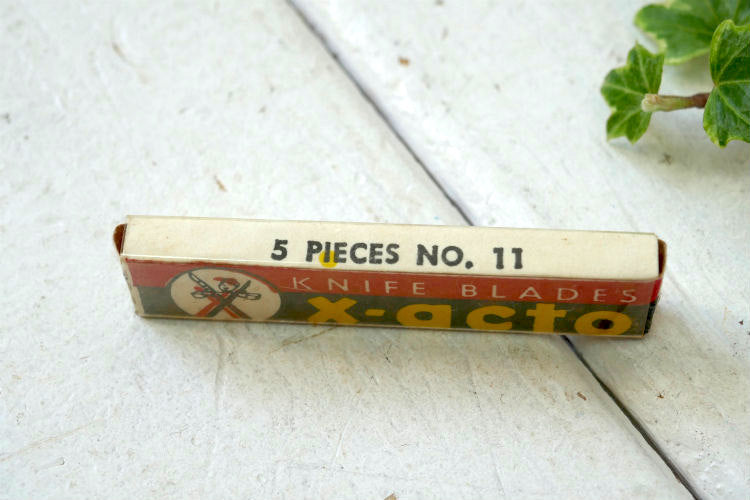 5 PIECES NO. 11
KNIFE BLADES
x-acto